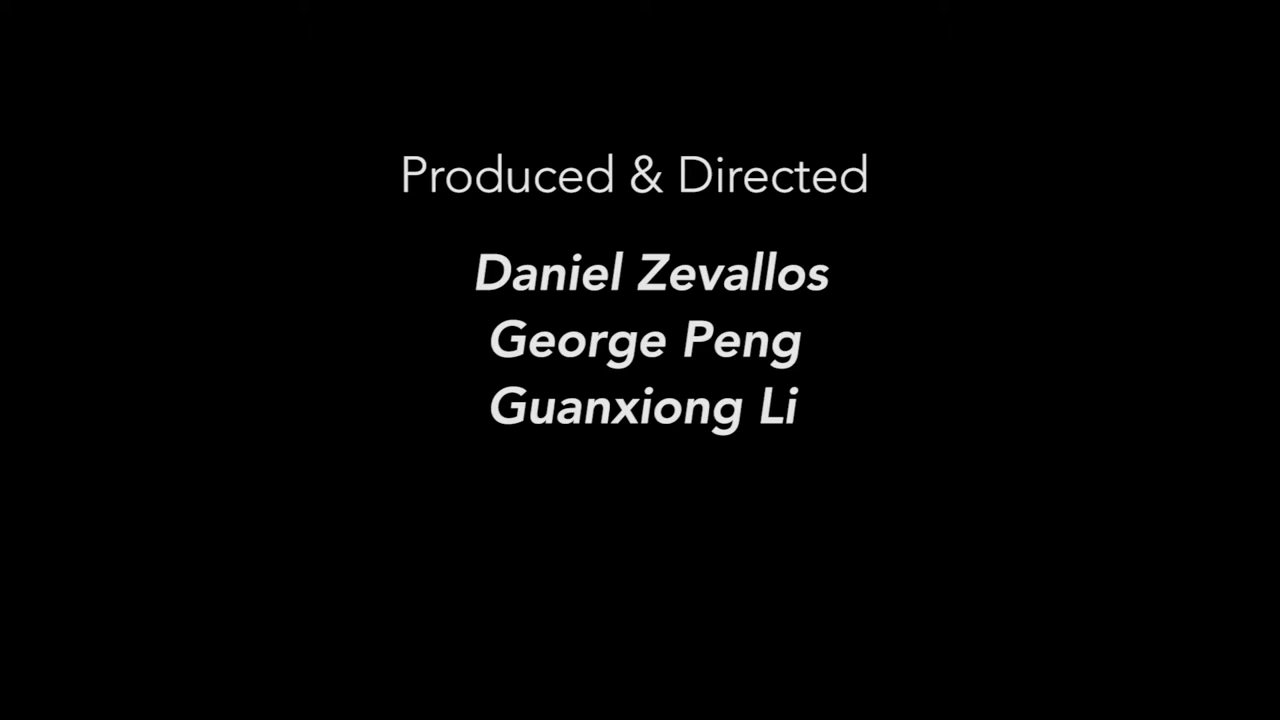 Produced & Directed
Daniel Zevallos
George Peng
Guanxiong Li